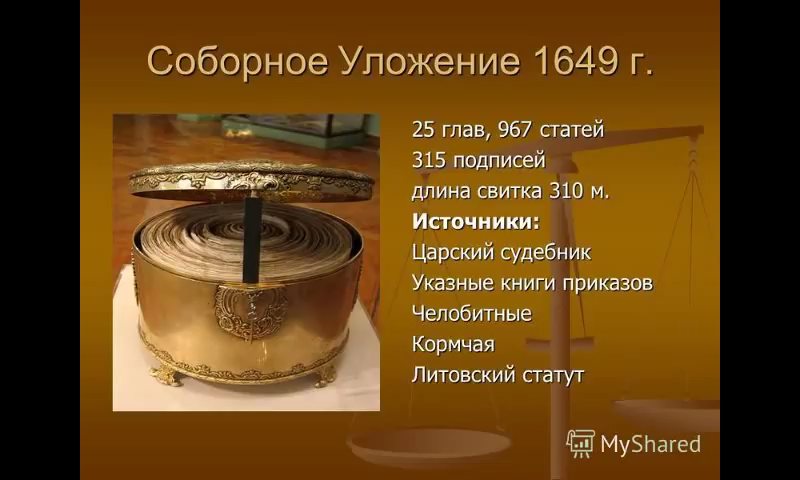 Соборное Уложение 1649 г.
25 глав, 967 статей
315 подписей
длина свитка 310 м.
Источники:
Царский судебник
Указные книги приказов
Челобитные
Кормчая
Литовский статут
MyShared